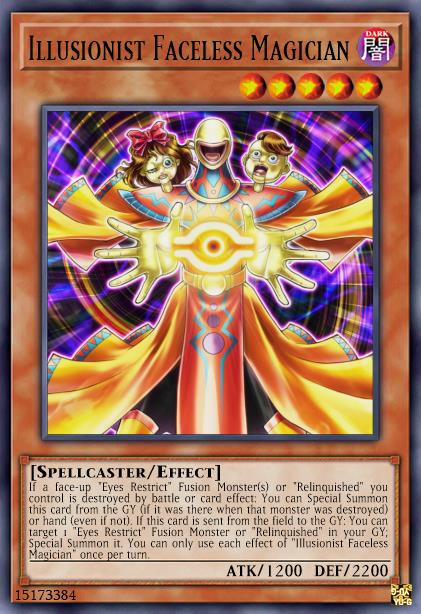 ILLUSIONIST FACELESS MAGICIAN
DARK
闇
[SPELLCASTER/EFFECT]
If a face-up "Eyes Restrict" Fusion Monster(s) or "Relinquished" you
control is destroyed by battle or card effect: You can Special Summon
this card from the GY (if it was there when that monster was destroyed)
or hand (even if not). If this card is sent from the field to the GY: You can
target 1 "Eyes Restrict" Fusion Monster or "Relinquished" in your GY;
Special Summon it. You can only use each effect of "Illusionist Faceless
Magician" once per turn.
ATK/1200 DEF/2200
15173384